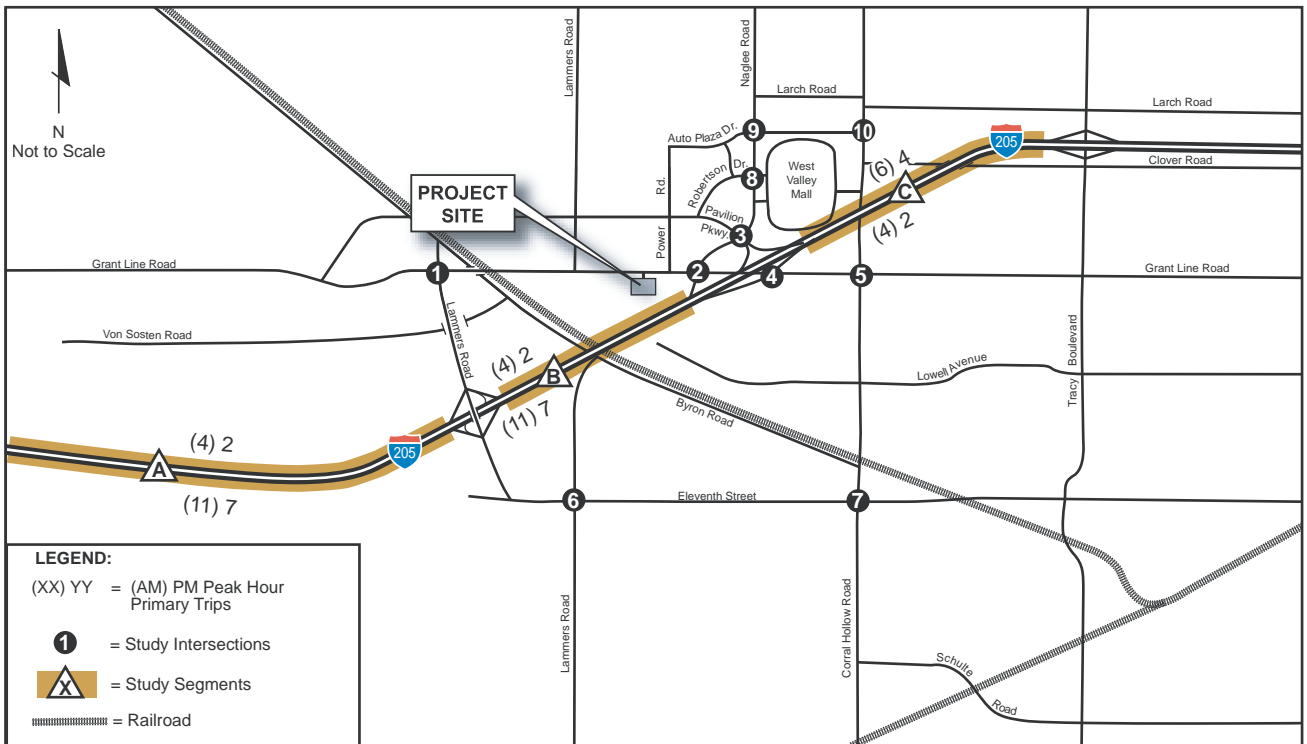 N
Not to Scale
Lammers Road
Naglee Road
Larch Road
Larch Road
Auto Plaza Dr.
9
10
205
Clover Road
Robertson Dr.
8
West
Valley
Mall
(6) 4
C
(4) 2
PROJECT
SITE
Power Rd.
Pavilion
Pkwy.
3
Grant Line Road
1
2
4
5
Grant Line Road
Von Sosten Road
Lammers Road
(4) 2
B
(11) 7
Byron Road
Lowell Avenue
Tracy Boulevard
(4) 2
A
(11) 7
205
6
Eleventh Street
7
Lammers Road
Corral Hollow Road
Schulte
Road
LEGEND:
(XX) YY = (AM) PM Peak Hour
Primary Trips
1 = Study Intersections
X = Study Segments
= Railroad